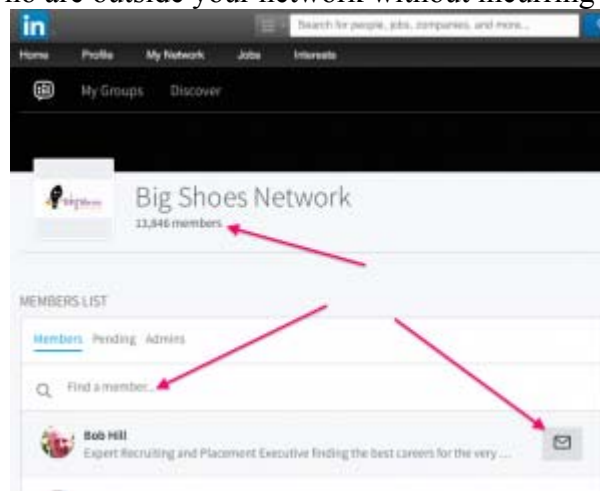 no are outside your network without incurring
in
Search for people, jobs, companies, and more...
Home Profile My Network Jobs Interests
My Groups Discover
Big Shoes Network
13,846 members
MEMBERS LIST
Members Pending Admins
Find a member...
Bob Hill
Expert Recruiting and Placement Executive finding the best careers for the very ...